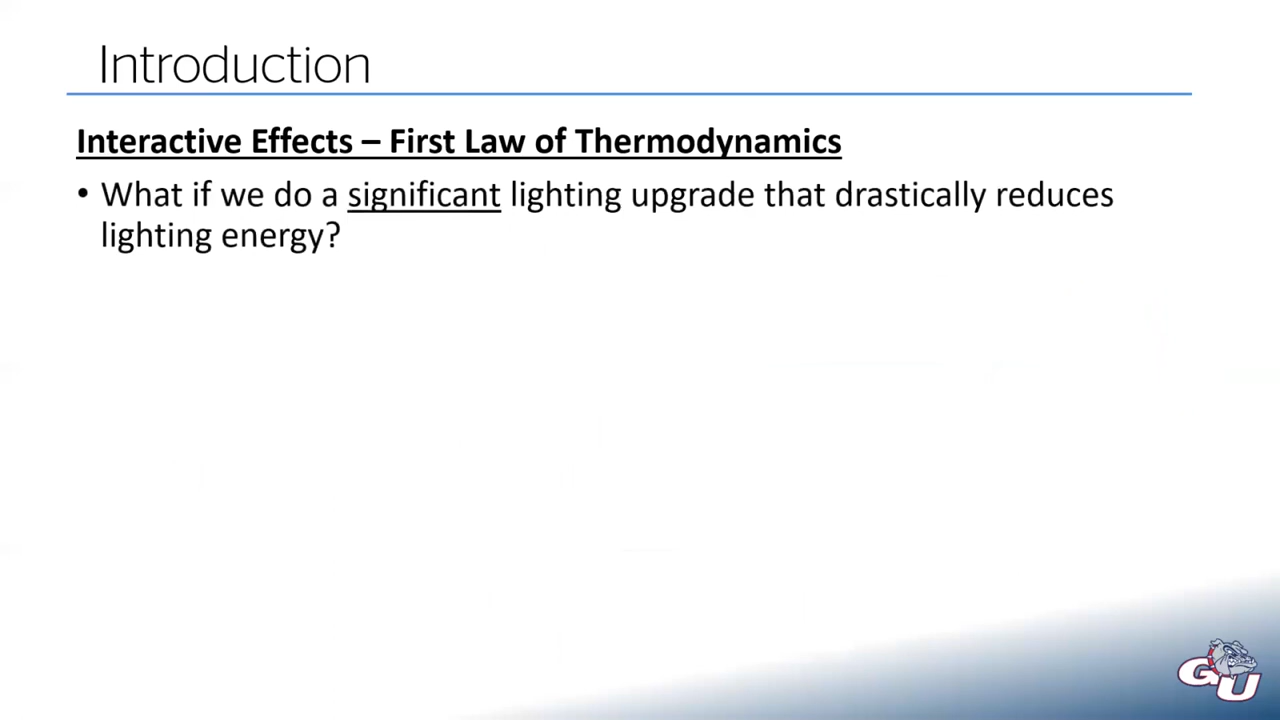 Introduction
Interactive Effects – First Law of Thermodynamics
• What if we do a significant lighting upgrade that drastically reduces
lighting energy?
GU